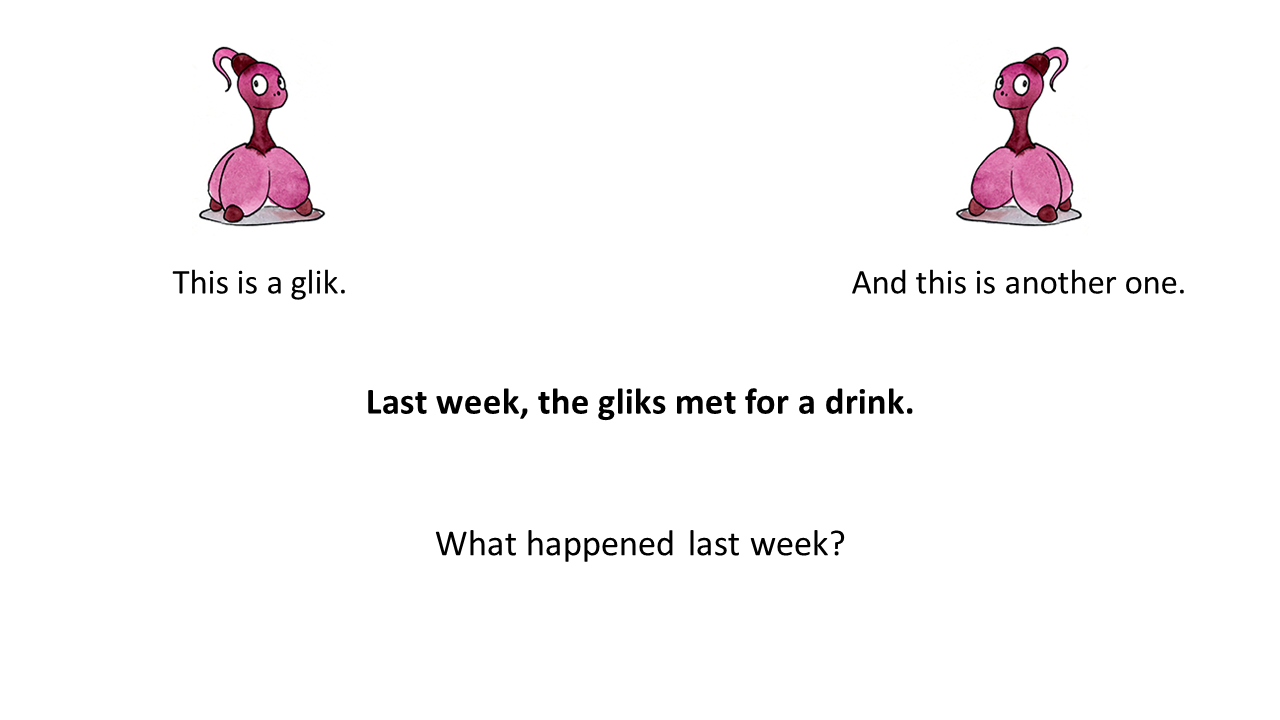 This is a glik.
And this is another one.
Last week, the gliks met for a drink.
What happened last week?